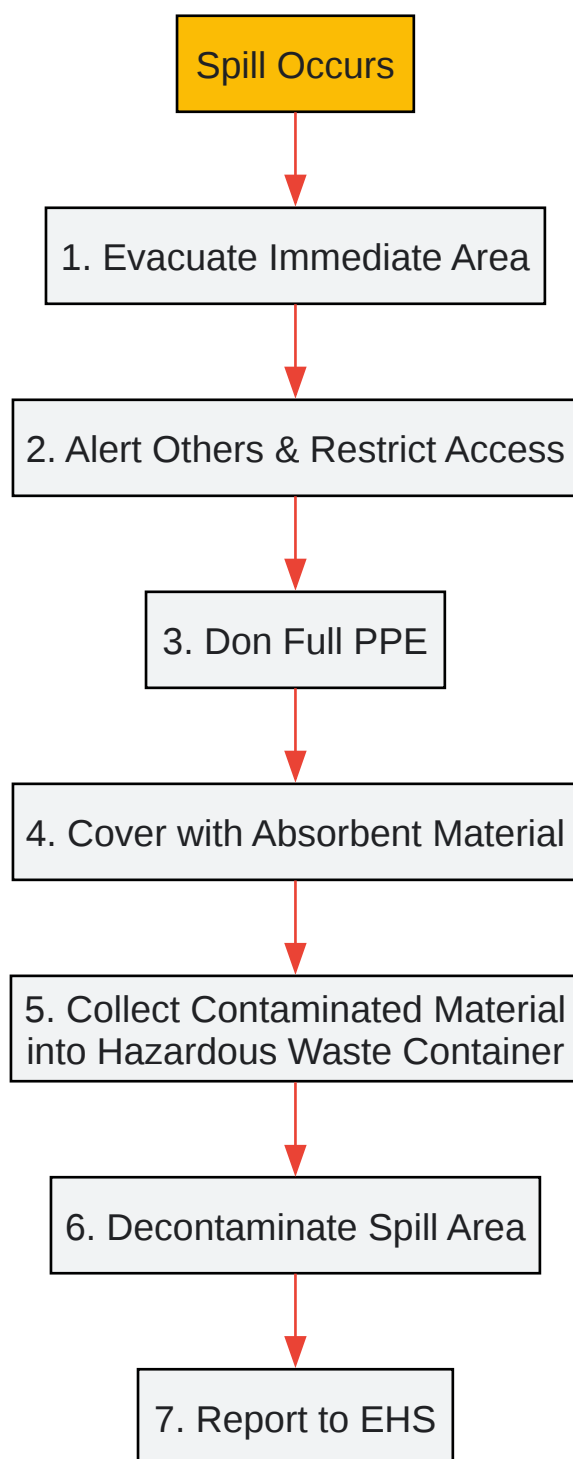 Spill Occurs
1. Evacuate Immediate Area
2. Alert Others & Restrict Access
3. Don Full PPE
4. Cover with Absorbent Material
5. Collect Contaminated Material
into Hazardous Waste Container
6. Decontaminate Spill Area
7. Report to EHS